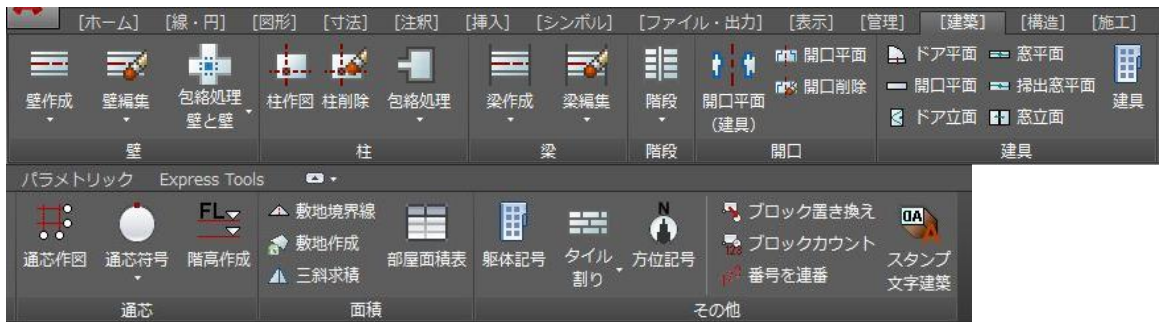 [ホーム] [線・円] [図形] [寸法] [注釈] [挿入] [シンボル] [ファイル・出力] [表示] [管理] [建築] [構造] [施工]
壁作成
壁編集
包絡処理
壁と壁
壁
柱作図
柱削除
包絡処理
柱
梁作成
梁編集
梁
階段
階段
開口平面
(建具)
開口平面
開口削除
開口
ドア平面
開口平面
ドア立面
窓平面
掃出窓平面
窓立面
建具
建具
パラメトリック Express Tools
通芯作図
通芯符号
FL
階高作成
通芯
敷地境界線
敷地作成
三斜求積
部屋面積表
面積
躯体記号
タイル
割り
N
方位記号
ブロック置き換え
ブロックカウント
123
番号を連番
OA
スタンプ
文字建築
その他